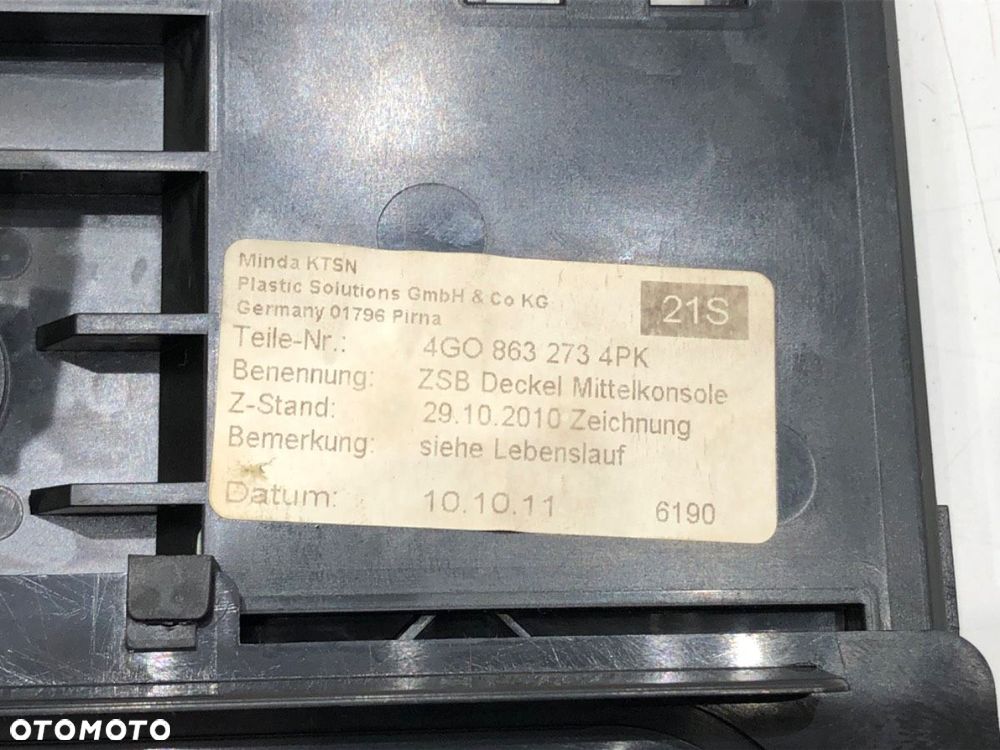 Minda KTSN
Plastic Solutions GmbH & Co KG
Germany 01796 Pirna
21S
Teile-Nr.: 4GO 863 273 4PK
Benennung: ZSB Deckel Mittelkonsole
Z-Stand: 29.10.2010 Zeichnung
Bemerkung: siehe Lebenslauf
Datum: 10.10.11 6190
OTOMOTO